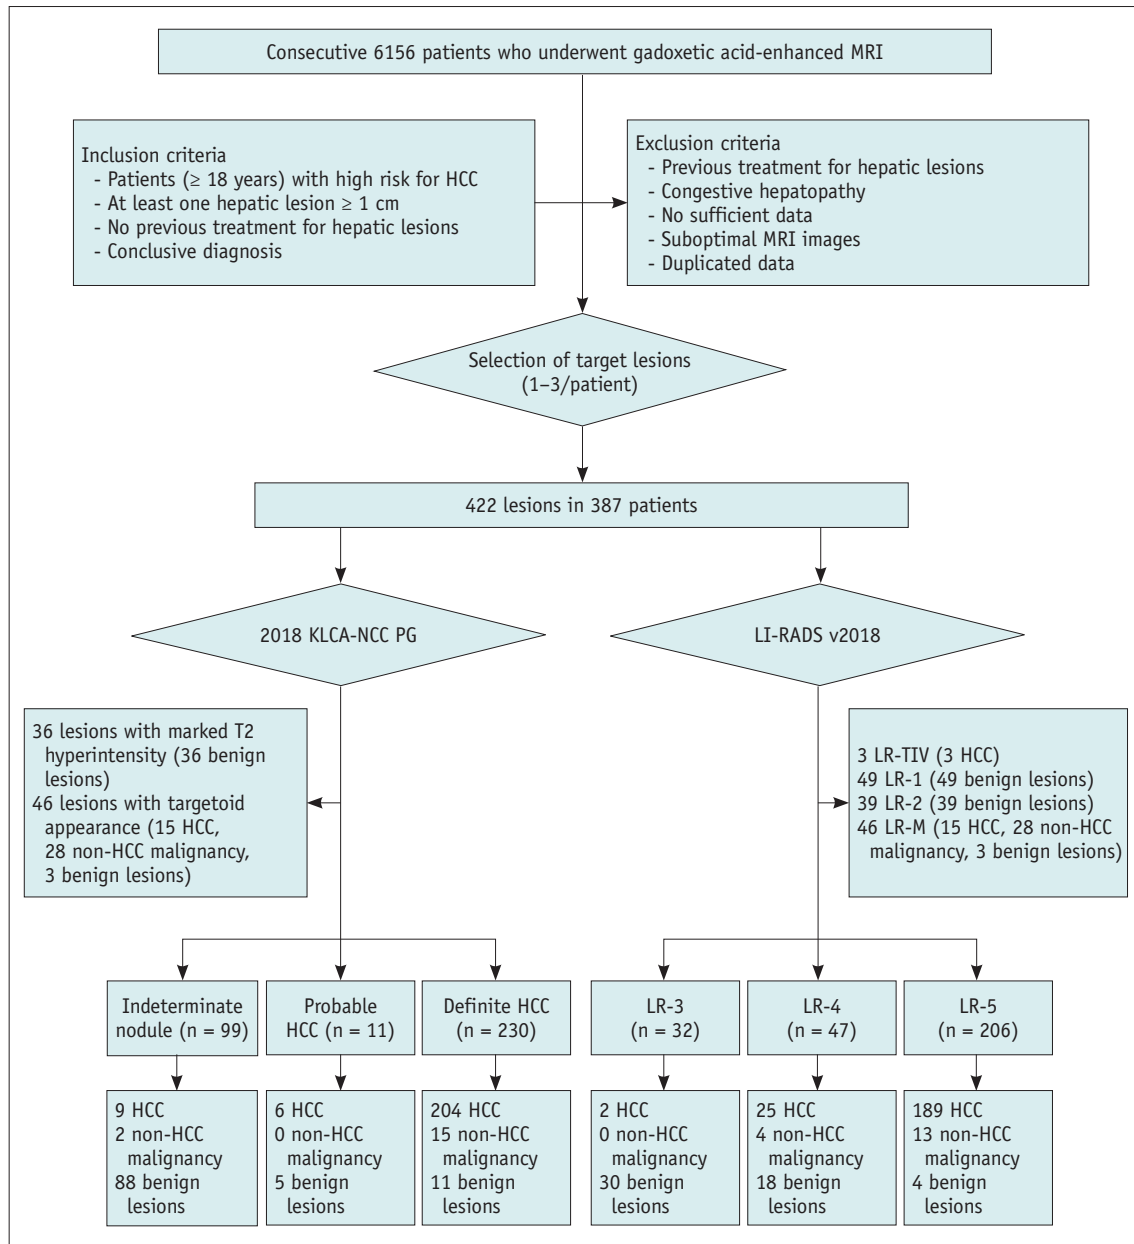 Consecutive 6156 patients who underwent gadoxetic acid-enhanced MRI
Inclusion criteria
- Patients (≥ 18 years) with high risk for HCC
- At least one hepatic lesion ≥ 1 cm
- No previous treatment for hepatic lesions
- Conclusive diagnosis
Exclusion criteria
- Previous treatment for hepatic lesions
- Congestive hepatopathy
- No sufficient data
- Suboptimal MRI images
- Duplicated data
Selection of target lesions
(1–3/patient)
422 lesions in 387 patients
2018 KLCA-NCC PG
LI-RADS v2018
36 lesions with marked T2
hyperintensity (36 benign
lesions)
46 lesions with targetoid
appearance (15 HCC,
28 non-HCC malignancy,
3 benign lesions)
3 LR-TIV (3 HCC)
49 LR-1 (49 benign lesions)
39 LR-2 (39 benign lesions)
46 LR-M (15 HCC, 28 non-HCC
malignancy, 3 benign lesions)
Indeterminate
nodule (n = 99)
Probable
HCC (n = 11)
Definite HCC
(n = 230)
LR-3
(n = 32)
LR-4
(n = 47)
LR-5
(n = 206)
9 HCC
2 non-HCC
malignancy
88 benign
lesions
6 HCC
0 non-HCC
malignancy
5 benign
lesions
204 HCC
15 non-HCC
malignancy
11 benign
lesions
2 HCC
0 non-HCC
malignancy
30 benign
lesions
25 HCC
4 non-HCC
malignancy
18 benign
lesions
189 HCC
13 non-HCC
malignancy
4 benign
lesions